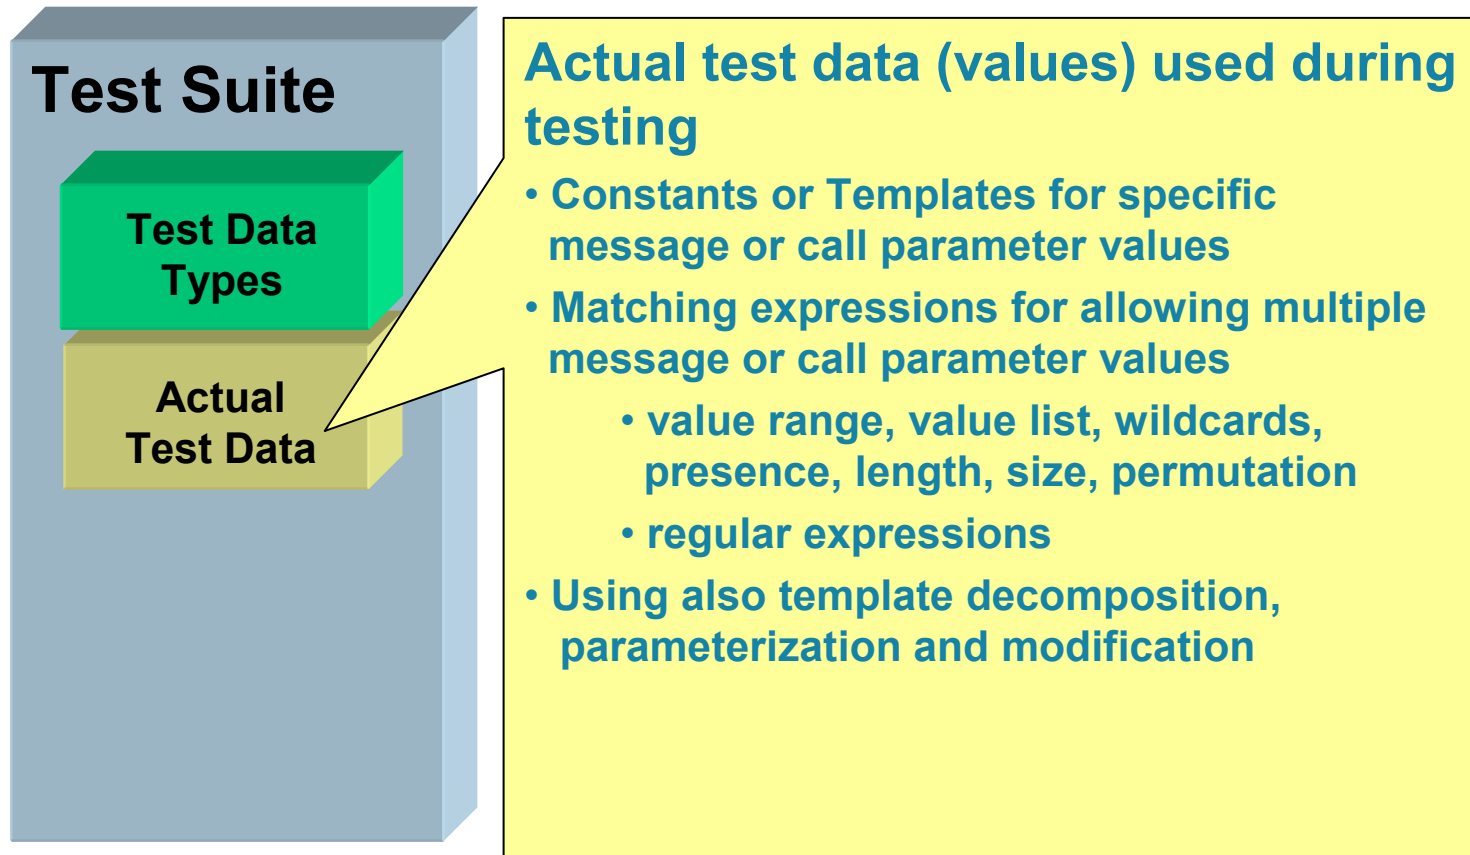 Test Suite
Test Data
Types
Actual
Test Data
Actual test data (values) used during
testing
• Constants or Templates for specific
message or call parameter values
• Matching expressions for allowing multiple
message or call parameter values
• value range, value list, wildcards,
presence, length, size, permutation
• regular expressions
• Using also template decomposition,
parameterization and modification